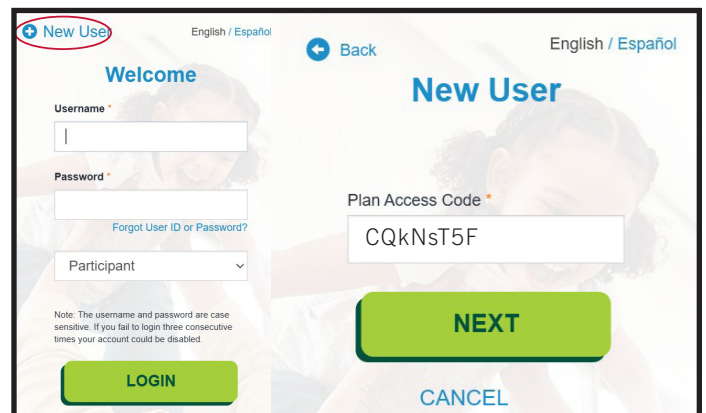 New User
English / Español
Welcome
Username *
Password *
Forgot User ID or Password?
Participant
Note: The username and password are case
sensitive. If you fail to login three consecutive
times your account could be disabled.
LOGIN
Back
English / Español
New User
Plan Access Code *
CQkNsT5F
NEXT
CANCEL